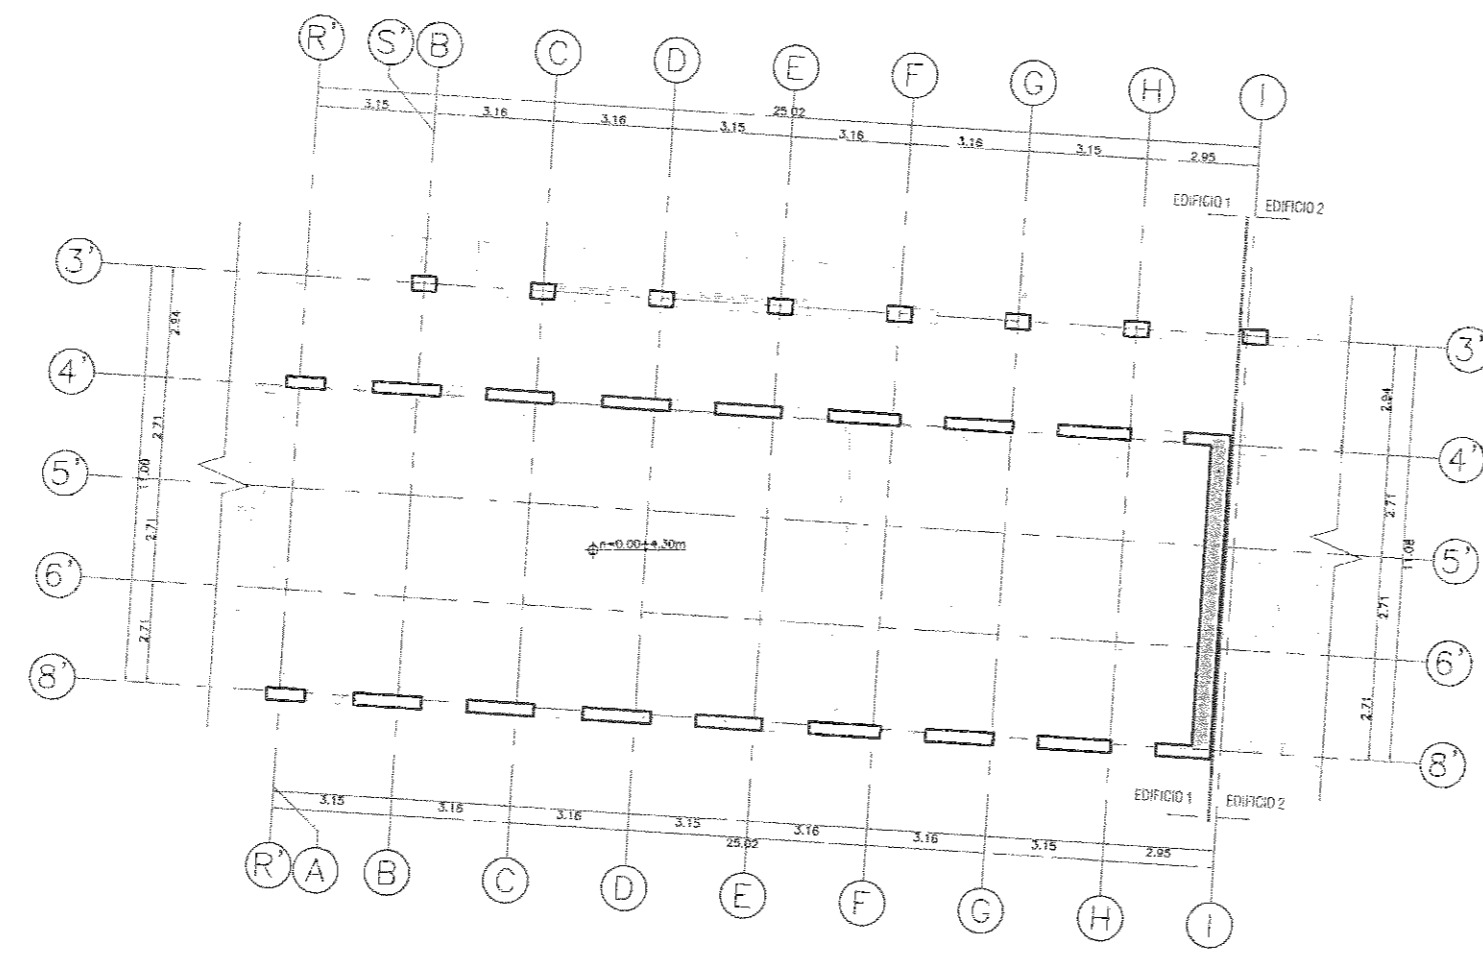 R' S' B C D E F G H I
25.02
3.15 3.16 3.16 3.15 3.16 3.16 3.15 2.95
EDIFICIO 1 EDIFICIO 2
3' 3'
2.94 2.94
4' 4'
2.71 2.71
11.00 11.08
5' 5'
n=0.00+4.30m
2.71 2.71
6' 6'
2.71 2.71
8' 8'
EDIFICIO 1 EDIFICIO 2
3.15 3.16 3.16 3.15 3.16 3.16 3.15 2.95
25.02
R' A B C D E F G H I